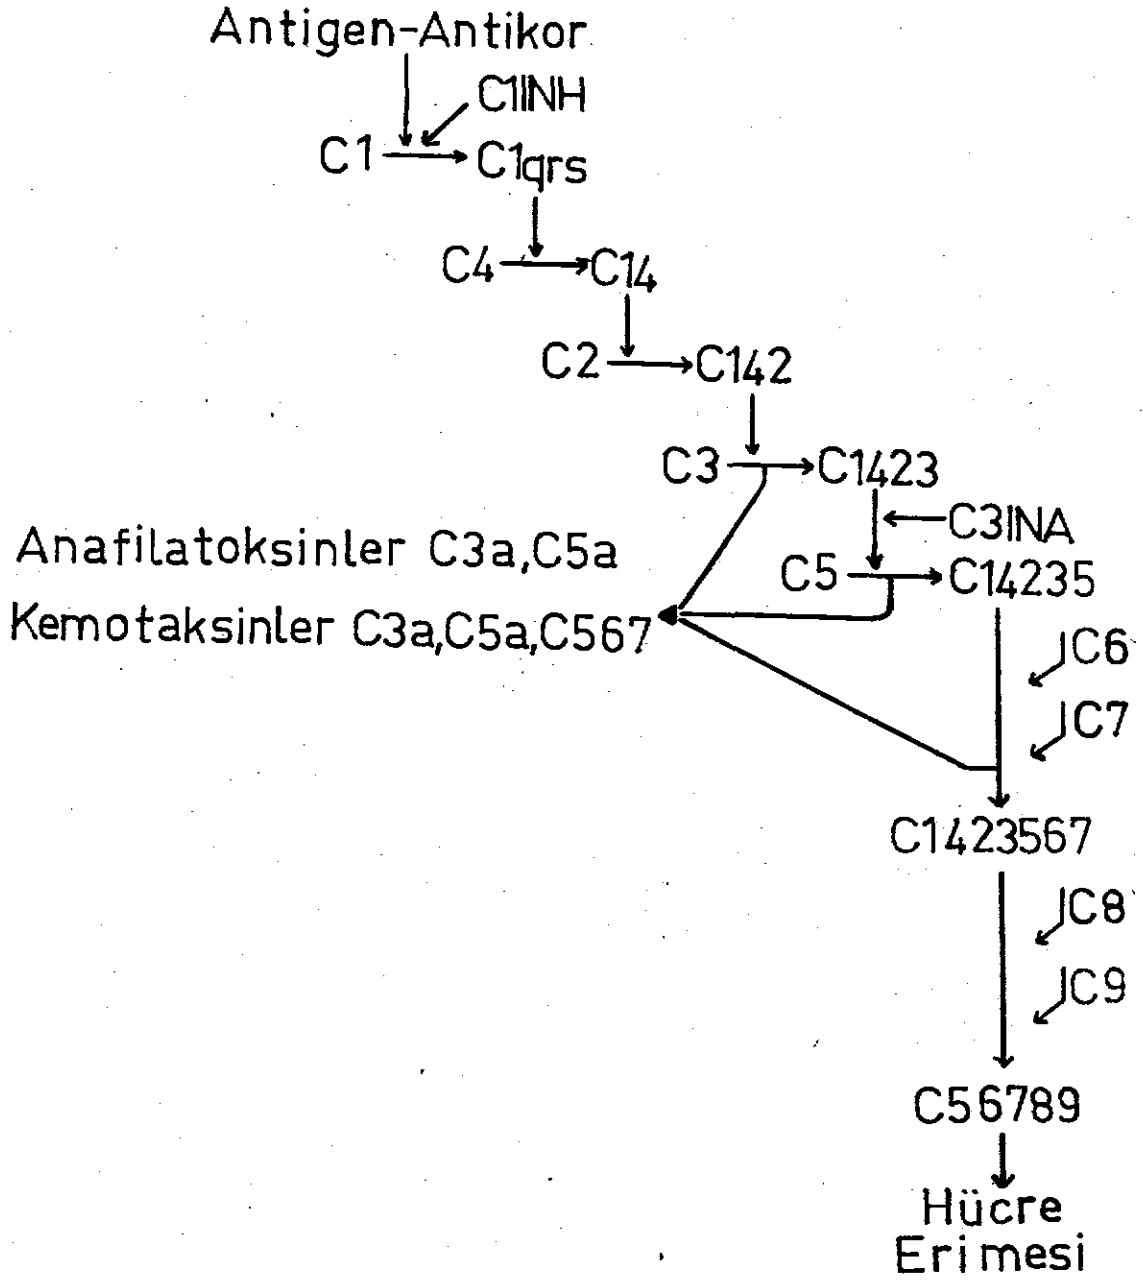 Antigen-Antikor
C1INH
C1 C1qrs
C4 C14
C2 C142
C3 C1423
C3INA
Anafilatoksinler C3a,C5a
C5 C14235
Kemotaksinler C3a,C5a,C567
C6
C7
C1423567
C8
C9
C56789
Hücre
Erimesi